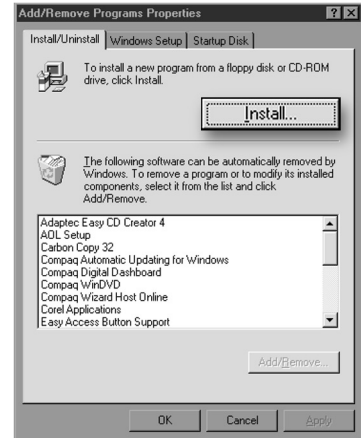 Add/Remove Programs Properties
Install/Uninstall Windows Setup Startup Disk
To install a new program from a floppy disk or CD-ROM
drive, click Install.
Install...
The following software can be automatically removed by
Windows. To remove a program or to modify its installed
components, select it from the list and click
Add/Remove.
Adaptec Easy CD Creator 4
AOL Setup
Carbon Copy 32
Compaq Automatic Updating for Windows
Compaq Digital Dashboard
Compaq WinDVD
Compaq Wizard Host Online
Corel Applications
Easy Access Button Support
Add/Remove...
OK Cancel Apply